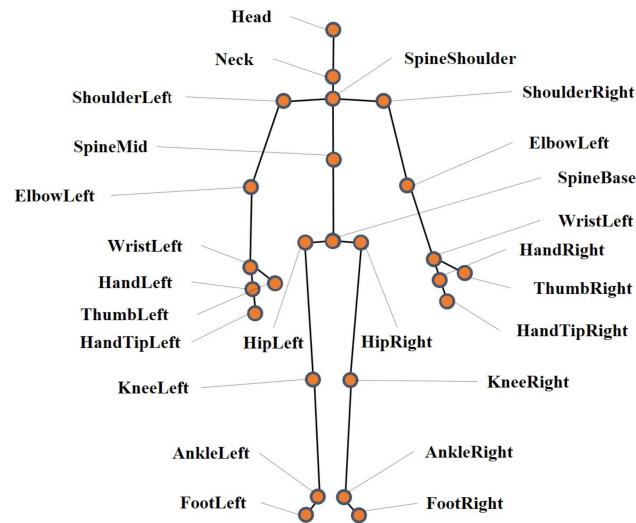 Head
Neck
SpineShoulder
ShoulderLeft
ShoulderRight
SpineMid
ElbowLeft
ElbowLeft
SpineBase
WristLeft
WristLeft
HandRight
HandLeft
ThumbRight
ThumbLeft
HandTipRight
HandTipLeft
HipLeft
HipRight
KneeLeft
KneeRight
AnkleLeft
AnkleRight
FootLeft
FootRight